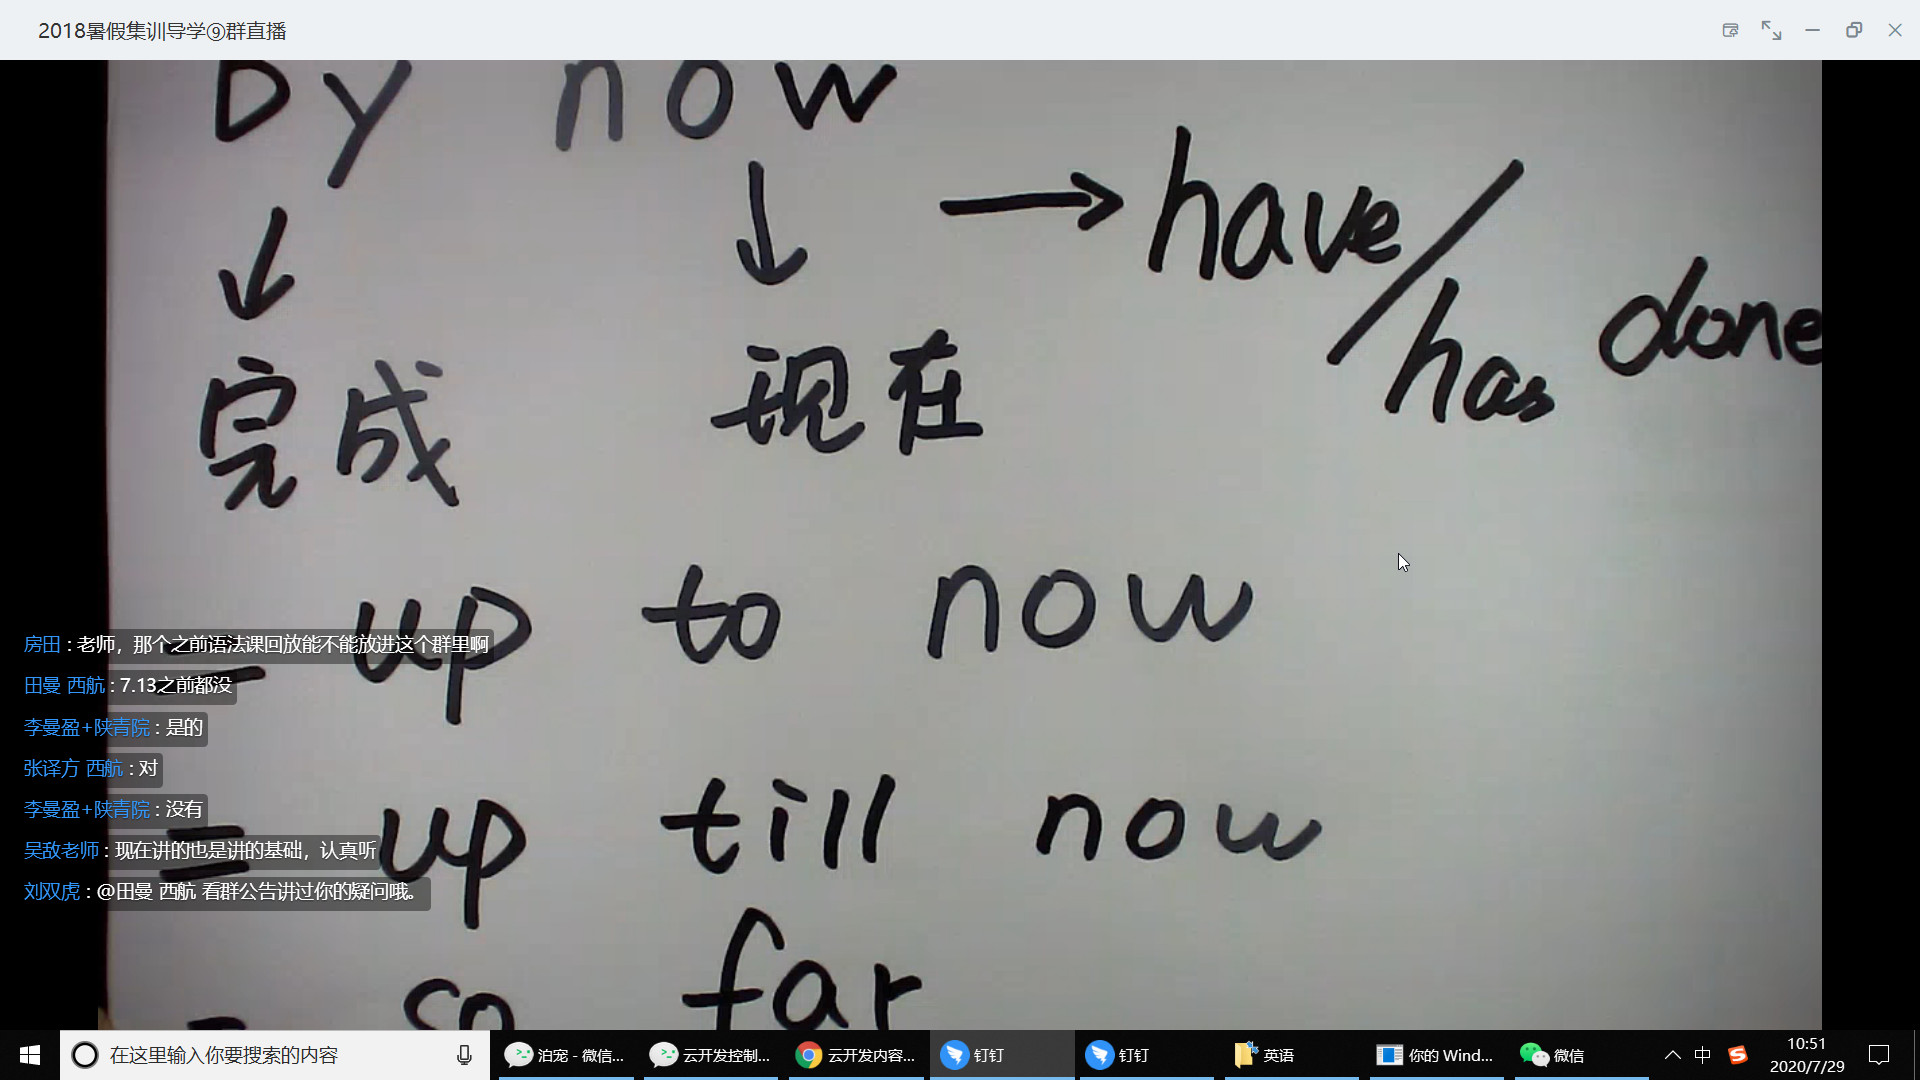 2018暑假集训导学⑨群直播
by now
→ have/has done
完成 现在
= up to now
= up till now
= so far
房田 : 老师，那个之前语法课回放能不能放进这个群里啊
田曼 西航 : 7.13之前都没
李曼盈+陕青院 : 是的
张译方 西航 : 对
李曼盈+陕青院 : 没有
吴敌老师 : 现在讲的也是讲的基础，认真听
刘双虎 : @田曼 西航 看群公告讲过你的疑问哦。
在这里输入你要搜索的内容
泊宠 - 微信...
云开发控制...
云开发内容...
钉钉
钉钉
英语
你的 Wind...
微信
中
10:51
2020/7/29